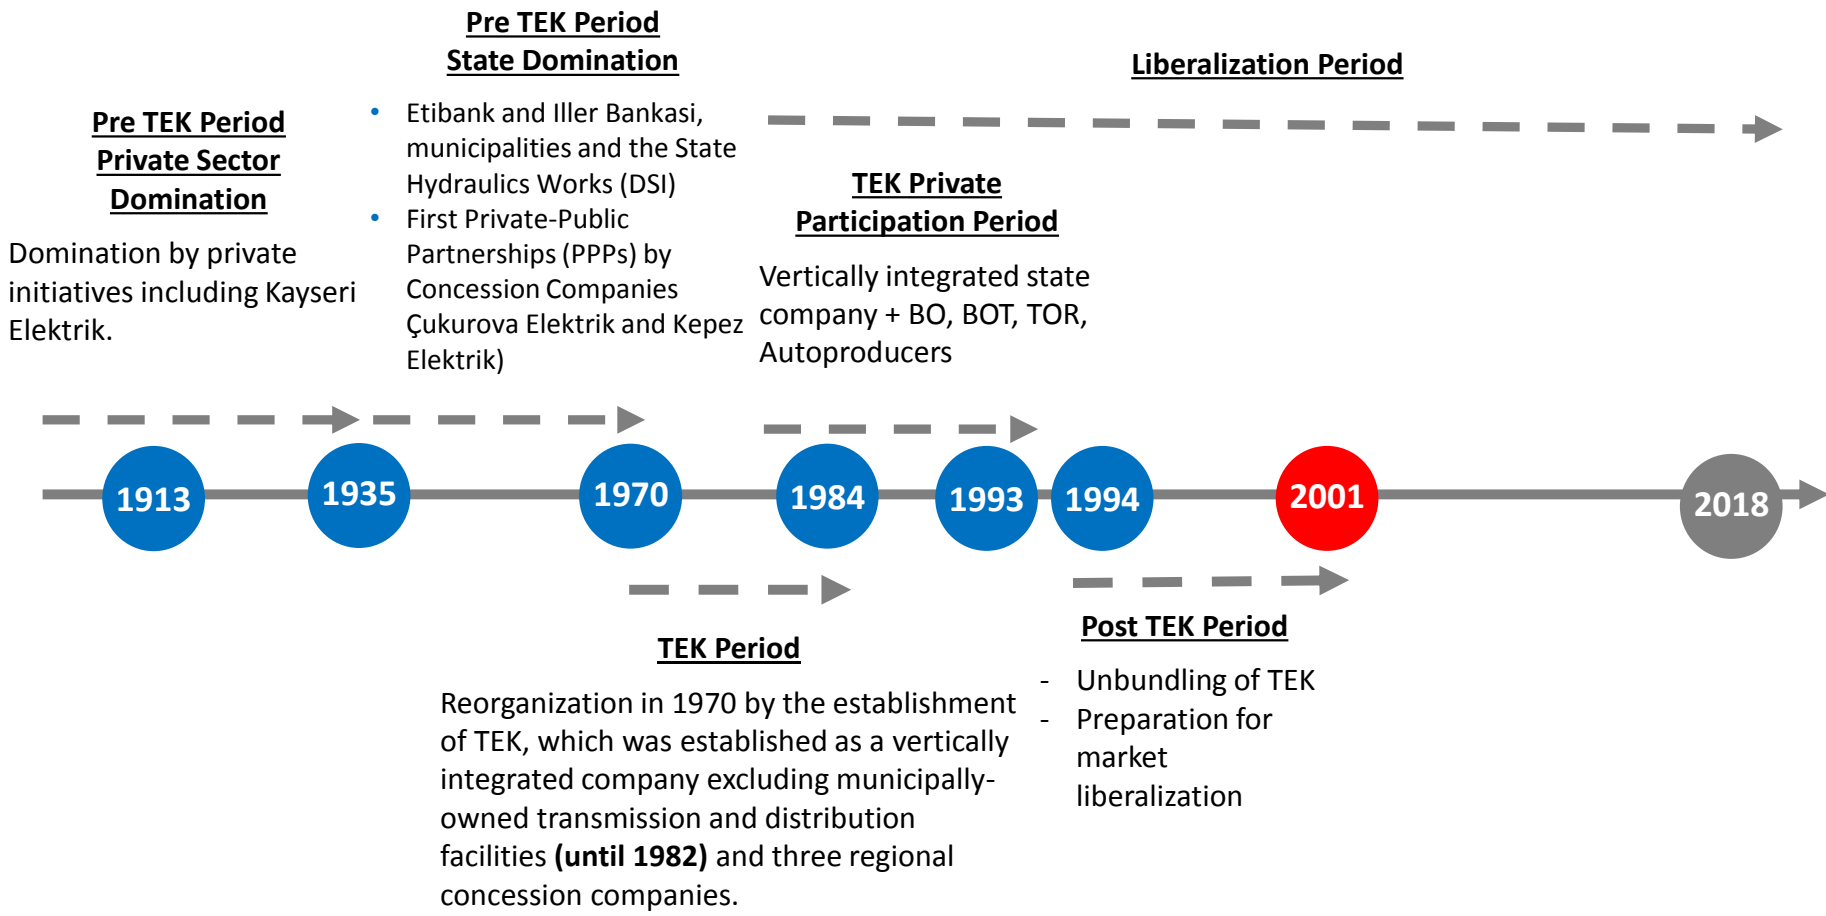 Pre TEK Period
Private Sector
Domination
Domination by private
initiatives including Kayseri
Elektrik.
Pre TEK Period
State Domination
• Etibank and Iller Bankasi,
municipalities and the State
Hydraulics Works (DSI)
• First Private-Public
Partnerships (PPPs) by
Concession Companies
Çukurova Elektrik and Kepez
Elektrik)
Liberalization Period
TEK Private
Participation Period
Vertically integrated state
company + BO, BOT, TOR,
Autoproducers
1913
1935
1970
1984
1993
1994
2001
2018
TEK Period
Reorganization in 1970 by the establishment
of TEK, which was established as a vertically
integrated company excluding municipally-
owned transmission and distribution
facilities (until 1982) and three regional
concession companies.
Post TEK Period
- Unbundling of TEK
- Preparation for
market
liberalization